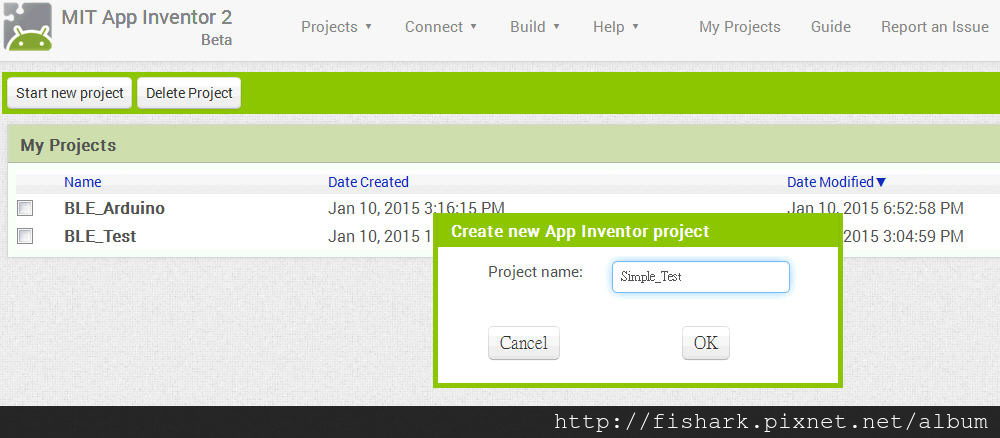 MIT App Inventor 2
Beta
Projects ▾ Connect ▾ Build ▾ Help ▾ My Projects Guide Report an Issue
Start new project Delete Project
My Projects
Name Date Created Date Modified▼
BLE_Arduino Jan 10, 2015 3:16:15 PM Jan 10, 2015 6:52:58 PM
BLE_Test Jan 10, 2015 1 2015 3:04:59 PM
Create new App Inventor project
Project name: Simple_Test
Cancel OK
http://fishark.pixnet.net/album